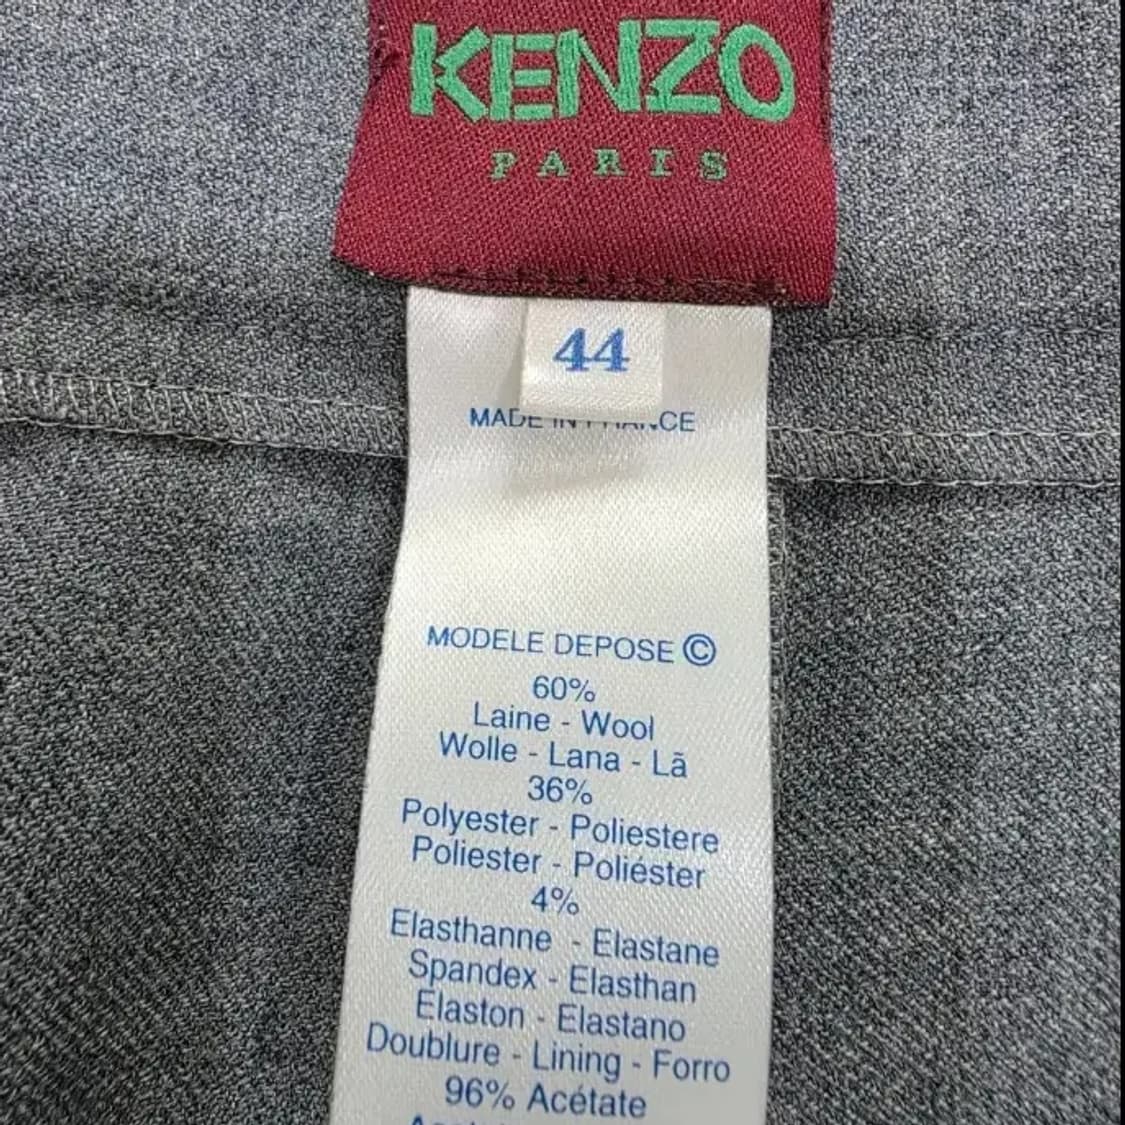 KENZO
PARIS
44
MADE IN FRANCE
MODELE DEPOSE ©
60%
Laine - Wool
Wolle - Lana - Lã
36%
Polyester - Poliestere
Poliester - Poliéster
4%
Elasthanne - Elastane
Spandex - Elasthan
Elaston - Elastano
Doublure - Lining - Forro
96% Acétate